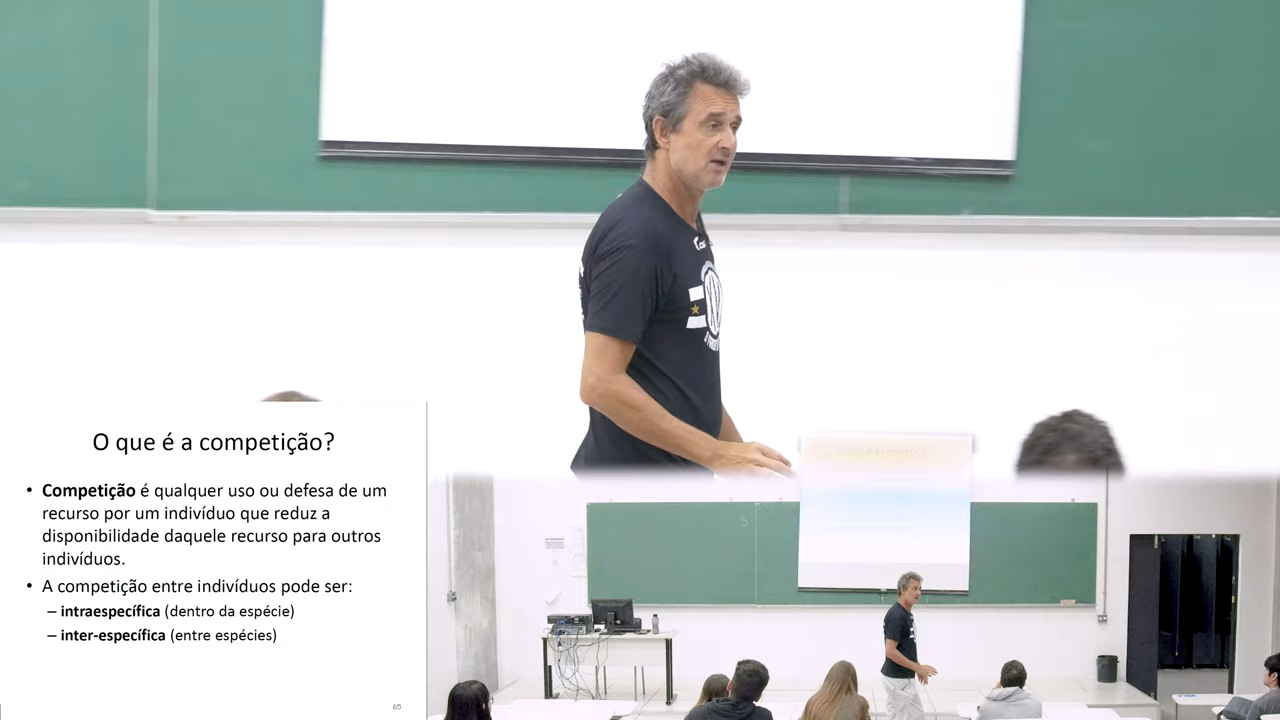 O que é a competição?
• Competição é qualquer uso ou defesa de um
recurso por um indivíduo que reduz a
disponibilidade daquele recurso para outros
indivíduos.
• A competição entre indivíduos pode ser:
– intraespecífica (dentro da espécie)
– inter-específica (entre espécies)
65